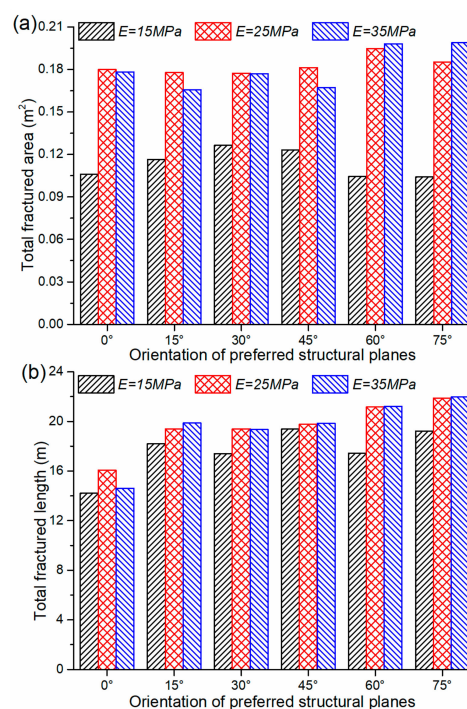 (a)
E=15MPa E=25MPa E=35MPa
0.21
0.18
0.15
0.12
0.09
0.06
0.03
0.00
Total fractured area (m²)
0° 15° 30° 45° 60° 75°
Orientation of preferred structural planes
(b)
E=15MPa E=25MPa E=35MPa
24
20
16
12
8
4
0
Total fractured length (m)
0° 15° 30° 45° 60° 75°
Orientation of preferred structural planes